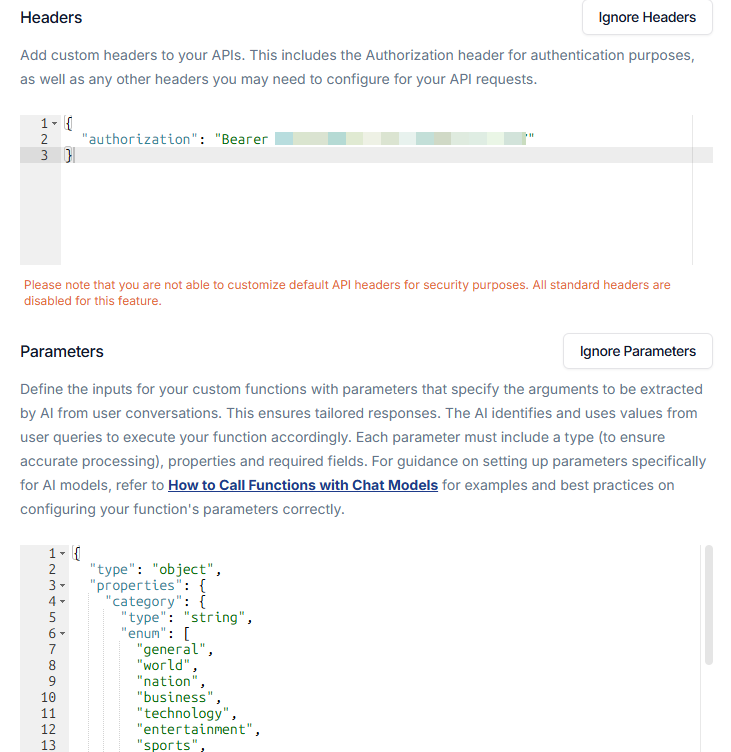 Headers
Ignore Headers
Add custom headers to your APIs. This includes the Authorization header for authentication purposes,
as well as any other headers you may need to configure for your API requests.
1 {
2 "authorization": "Bearer "
3 }
Please note that you are not able to customize default API headers for security purposes. All standard headers are
disabled for this feature.
Parameters
Ignore Parameters
Define the inputs for your custom functions with parameters that specify the arguments to be extracted
by AI from user conversations. This ensures tailored responses. The AI identifies and uses values from
user queries to execute your function accordingly. Each parameter must include a type (to ensure
accurate processing), properties and required fields. For guidance on setting up parameters specifically
for AI models, refer to How to Call Functions with Chat Models for examples and best practices on
configuring your function's parameters correctly.
1 {
2 "type": "object",
3 "properties": {
4 "category": {
5 "type": "string",
6 "enum": [
7 "general",
8 "world",
9 "nation",
10 "business",
11 "technology",
12 "entertainment",
13 "sports",